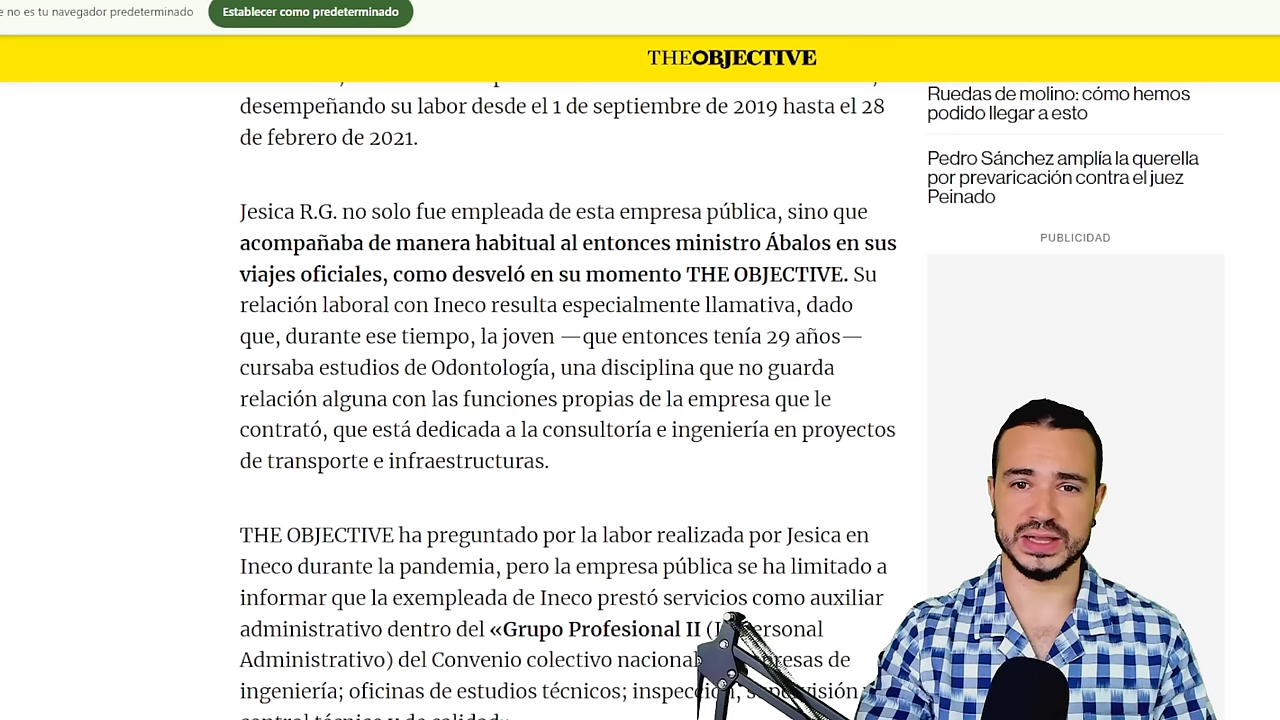 no es tu navegador predeterminado
Establecer como predeterminado
THEOBJECTIVE
desempeñando su labor desde el 1 de septiembre de 2019 hasta el 28
de febrero de 2021.
Jesica R.G. no solo fue empleada de esta empresa pública, sino que
acompañaba de manera habitual al entonces ministro Ábalos en sus
viajes oficiales, como desveló en su momento THE OBJECTIVE. Su
relación laboral con Ineco resulta especialmente llamativa, dado
que, durante ese tiempo, la joven —que entonces tenía 29 años—
cursaba estudios de Odontología, una disciplina que no guarda
relación alguna con las funciones propias de la empresa que le
contrató, que está dedicada a la consultoría e ingeniería en proyectos
de transporte e infraestructuras.
THE OBJECTIVE ha preguntado por la labor realizada por Jesica en
Ineco durante la pandemia, pero la empresa pública se ha limitado a
informar que la exempleada de Ineco prestó servicios como auxiliar
administrativo dentro del «Grupo Profesional II
Administrativo) del Convenio colectivo nacional de
ingeniería; oficinas de estudios técnicos;
Ruedas de molino: cómo hemos
podido llegar a esto
Pedro Sánchez amplía la querella
por prevaricación contra el juez
Peinado
PUBLICIDAD